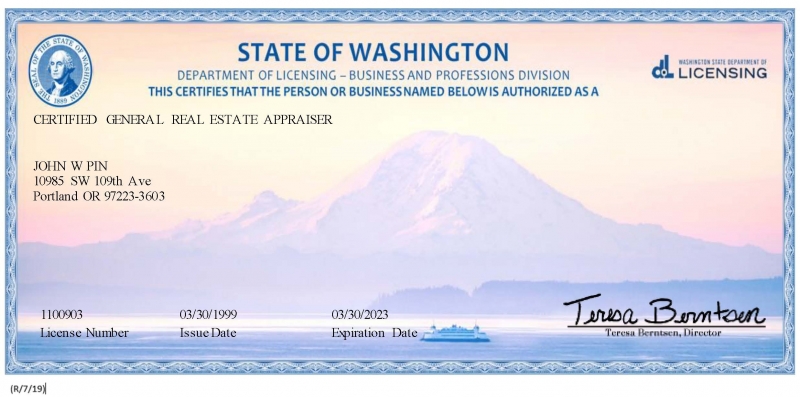 THE SEAL OF THE STATE OF WASHINGTON
1889
STATE OF WASHINGTON
DEPARTMENT OF LICENSING – BUSINESS AND PROFESSIONS DIVISION
THIS CERTIFIES THAT THE PERSON OR BUSINESS NAMED BELOW IS AUTHORIZED AS A
WASHINGTON STATE DEPARTMENT OF
dol LICENSING
CERTIFIED GENERAL REAL ESTATE APPRAISER
JOHN W PIN
10985 SW 109th Ave
Portland OR 97223-3603
1100903 03/30/1999 03/30/2023
License Number Issue Date Expiration Date
Teresa Berntsen
Teresa Berntsen, Director
(R/7/19)